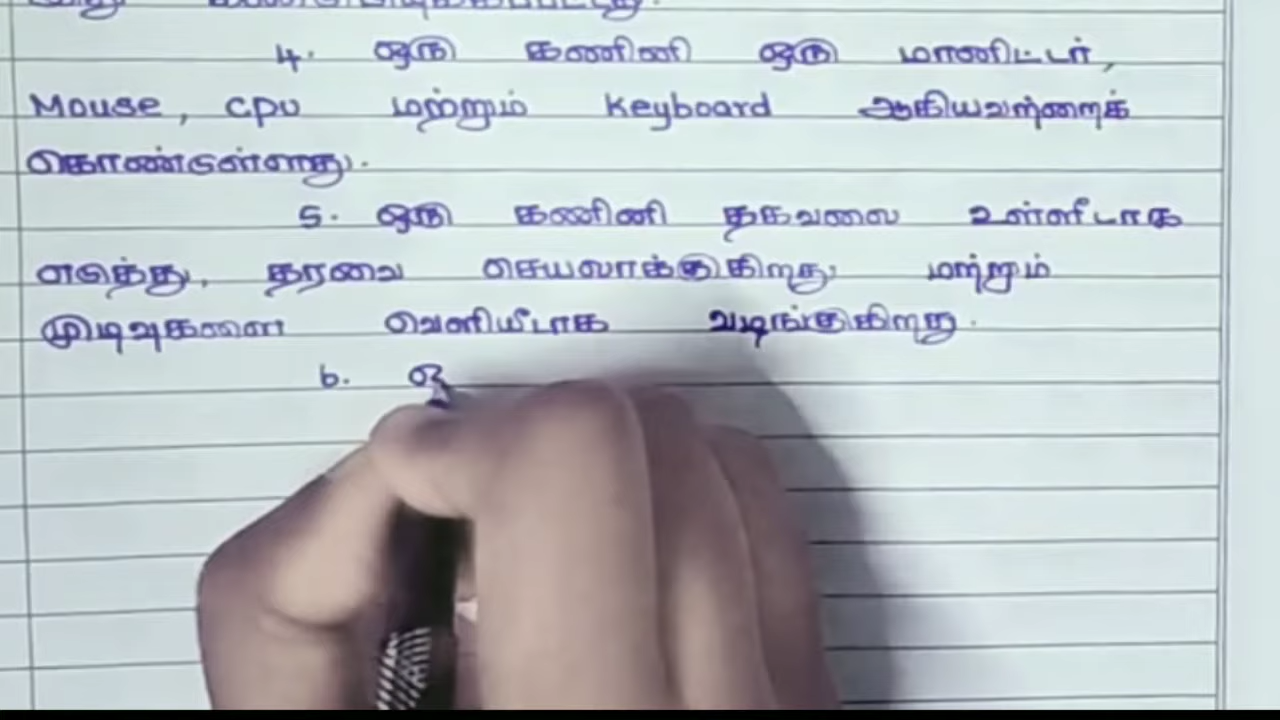 4. ஒரு கணினி ஒரு மானிட்டர்,
Mouse, cpu மற்றும் Keyboard ஆகியவற்றைக்
கொண்டுள்ளது.
5. ஒரு கணினி தகவலை உள்ளீடாக
எடுத்து, தரவை செயலாக்குகிறது மற்றும்
முடிவுகளை வெளியீடாக வழங்குகிறது.
6. ஒ